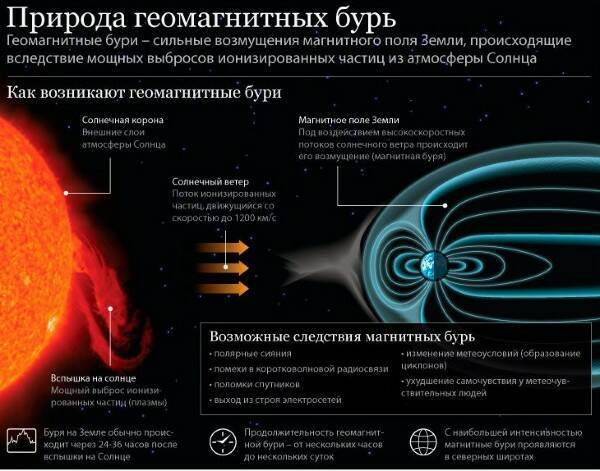 Природа геомагнитных бурь
Геомагнитные бури – сильные возмущения магнитного поля Земли, происходящие
вследствие мощных выбросов ионизированных частиц из атмосферы Солнца
Как возникают геомагнитные бури
Солнечная корона
Внешние слои
атмосферы Солнца
Магнитное поле Земли
Под воздействием высокоскоростных
потоков солнечного ветра происходит
его возмущение (магнитная буря)
Солнечный ветер
Поток ионизированных
частиц, движущийся со
скоростью до 1200 км/с
Вспышка на солнце
Мощный выброс ионизи-
рованных частиц (плазмы)
Возможные следствия магнитных бурь
• полярные сияния
• помехи в коротковолновой радиосвязи
• поломки спутников
• выход из строя электросетей
• изменение метеоусловий (образование
циклонов)
• ухудшение самочувствия у метеочув-
ствительных людей
Буря на Земле обычно проис-
ходит через 24-36 часов после
вспышки на Солнце
Продолжительность геомагнит-
ной бури – от нескольких часов
до нескольких суток
С наибольшей интенсивностью
магнитные бури проявляются
в северных широтах